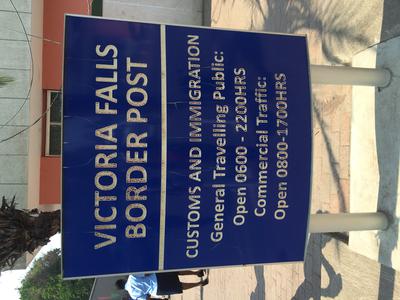 VICTORIA FALLS
BORDER POST
CUSTOMS AND IMMIGRATION
General Travelling Public:
Open 0600 - 2200HRS
Commercial Traffic:
Open 0800-1700HRS